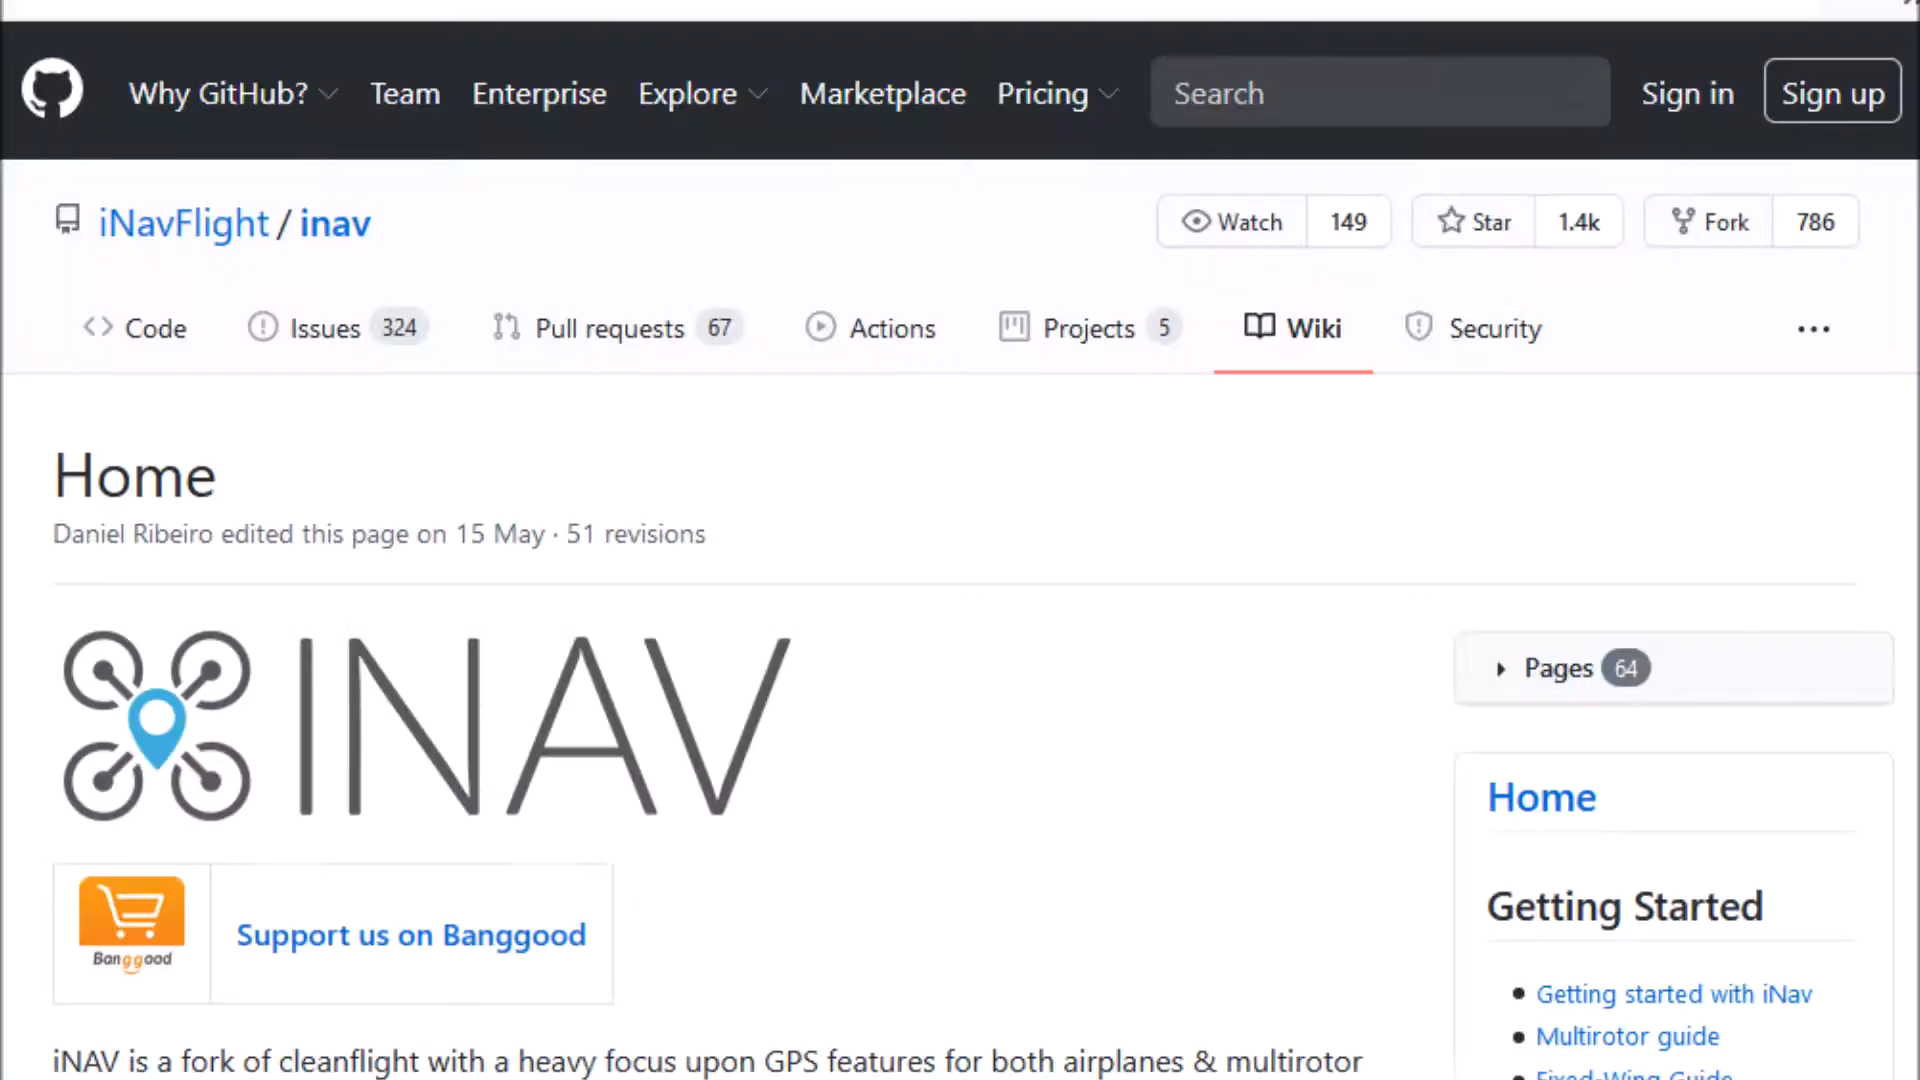 Why GitHub? Team Enterprise Explore Marketplace Pricing Search Sign in Sign up
iNavFlight / inav Watch 149 Star 1.4k Fork 786
Code Issues 324 Pull requests 67 Actions Projects 5 Wiki Security ...
Home
Daniel Ribeiro edited this page on 15 May · 51 revisions
INAV
Pages 64
Home
Banggood
Support us on Banggood
Getting Started
Getting started with iNav
Multirotor guide
Fixed-Wing Guide
iNAV is a fork of cleanflight with a heavy focus upon GPS features for both airplanes & multirotor